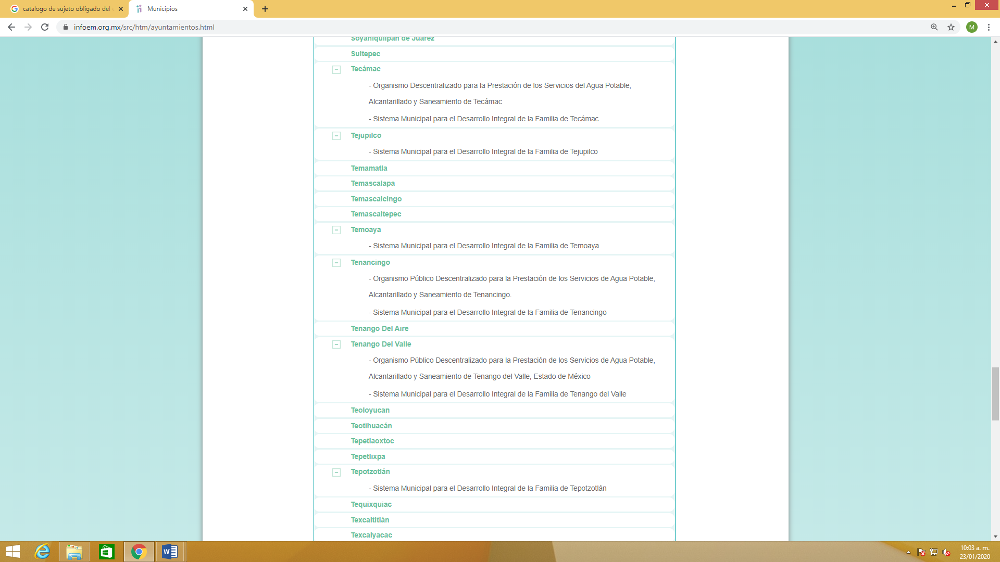 catalogo de sujeto obligado del
Municipios
infoem.org.mx/src/htm/ayuntamientos.html
M
Soyaniquilpan de Juárez
Sultepec
Tecámac
- Organismo Descentralizado para la Prestación de los Servicios del Agua Potable,
Alcantarillado y Saneamiento de Tecámac
- Sistema Municipal para el Desarrollo Integral de la Familia de Tecámac
Tejupilco
- Sistema Municipal para el Desarrollo Integral de la Familia de Tejupilco
Temamatla
Temascalapa
Temascalcingo
Temascaltepec
Temoaya
- Sistema Municipal para el Desarrollo Integral de la Familia de Temoaya
Tenancingo
- Organismo Público Descentralizado para la Prestación de los Servicios de Agua Potable,
Alcantarillado y Saneamiento de Tenancingo.
- Sistema Municipal para el Desarrollo Integral de la Familia de Tenancingo
Tenango Del Aire
Tenango Del Valle
- Organismo Público Descentralizado para la Prestación de los Servicios de Agua Potable,
Alcantarillado y Saneamiento de Tenango del Valle, Estado de México
- Sistema Municipal para el Desarrollo Integral de la Familia de Tenango del Valle
Teoloyucan
Teotihuacán
Tepetlaoxtoc
Tepetlixpa
Tepotzotlán
- Sistema Municipal para el Desarrollo Integral de la Familia de Tepotzotlán
Tequixquiac
Texcaltitlán
Texcalyacac
10:03 a. m.
23/01/2020